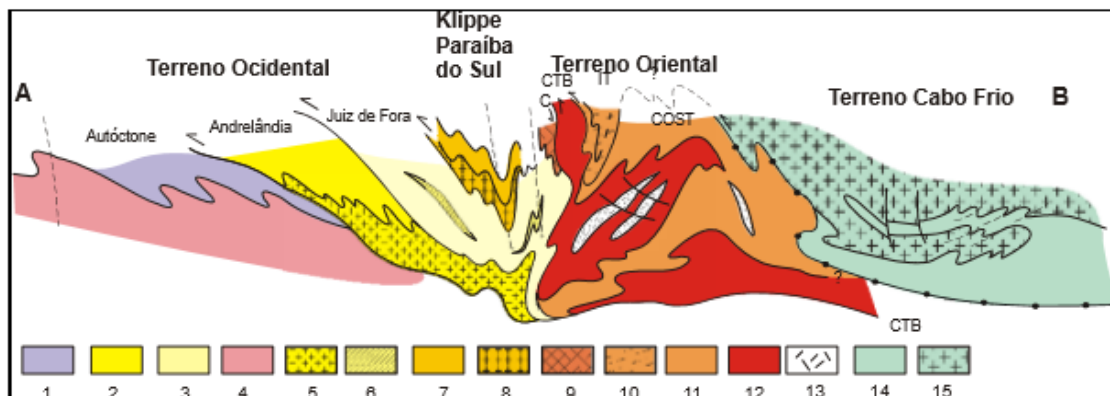 Klippe
Paraíba
do Sul
Terreno Ocidental
Terreno Oriental
CTB
IT
?
A
Terreno Cabo Frio
B
C
COST
Autóctone
Andrelândia
Juiz de Fora
?
CTB
1 2 3 4 5 6 7 8 9 10 11 12 13 14 15